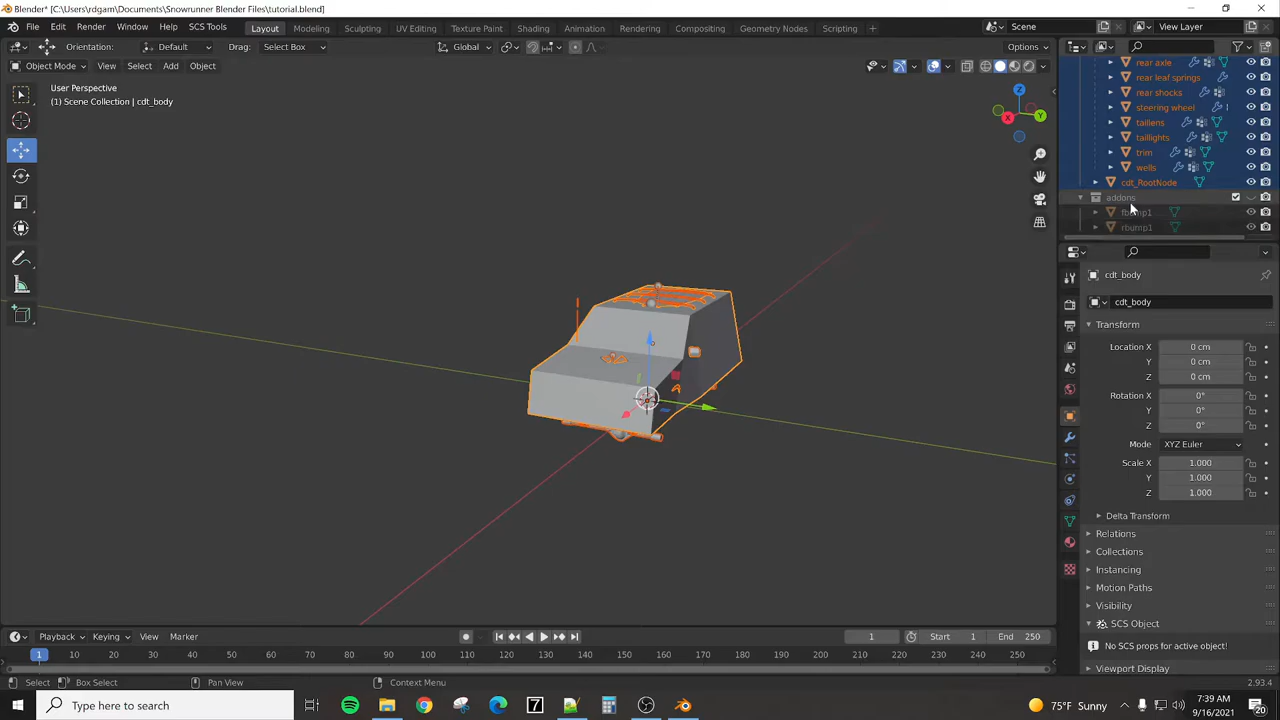 Blender* [C:\Users\rdgam\Documents\Snowrunner Blender Files\tutorial.blend]
File Edit Render Window Help SCS Tools Layout Modeling Sculpting UV Editing Texture Paint Shading Animation Rendering Compositing Geometry Nodes Scripting + Scene View Layer
Orientation: Default Drag: Select Box Global Options
Object Mode View Select Add Object
User Perspective
(1) Scene Collection | cdt_body
Z
X Y
rear axle
rear leaf springs
rear shocks
steering wheel
taillens
taillights
trim
wells
cdt_RootNode
addons
fbump1
rbump1
cdt_body
cdt_body
Transform
Location X 0 cm
Y 0 cm
Z 0 cm
Rotation X 0°
Y 0°
Z 0°
Mode XYZ Euler
Scale X 1.000
Y 1.000
Z 1.000
Delta Transform
Relations
Collections
Instancing
Motion Paths
Visibility
SCS Object
No SCS props for active object!
Viewport Display
Playback Keying View Marker 1 Start 1 End 250
1 10 20 30 40 50 60 70 80 90 100 110 120 130 140 150 160 170 180 190 200 210 220 230 240 250
Select Box Select Pan View Context Menu 2.93.4
Type here to search 75°F Sunny 7:39 AM
9/16/2021 20